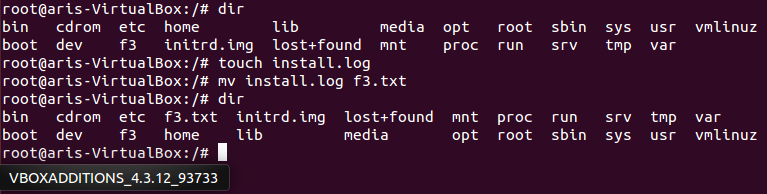 root@aris-VirtualBox:/# dir
bin   cdrom  etc  home        lib         media  opt   root  sbin  sys  usr  vmlinuz
boot  dev    f3   initrd.img  lost+found  mnt    proc  run   srv   tmp  var
root@aris-VirtualBox:/# touch install.log
root@aris-VirtualBox:/# mv install.log f3.txt
root@aris-VirtualBox:/# dir
bin   cdrom  etc  f3.txt  initrd.img  lost+found  mnt  proc  run   srv  tmp  var
boot  dev    f3   home    lib         media       opt  root  sbin  sys  usr  vmlinuz
root@aris-VirtualBox:/#
VBOXADDITIONS_4.3.12_93733